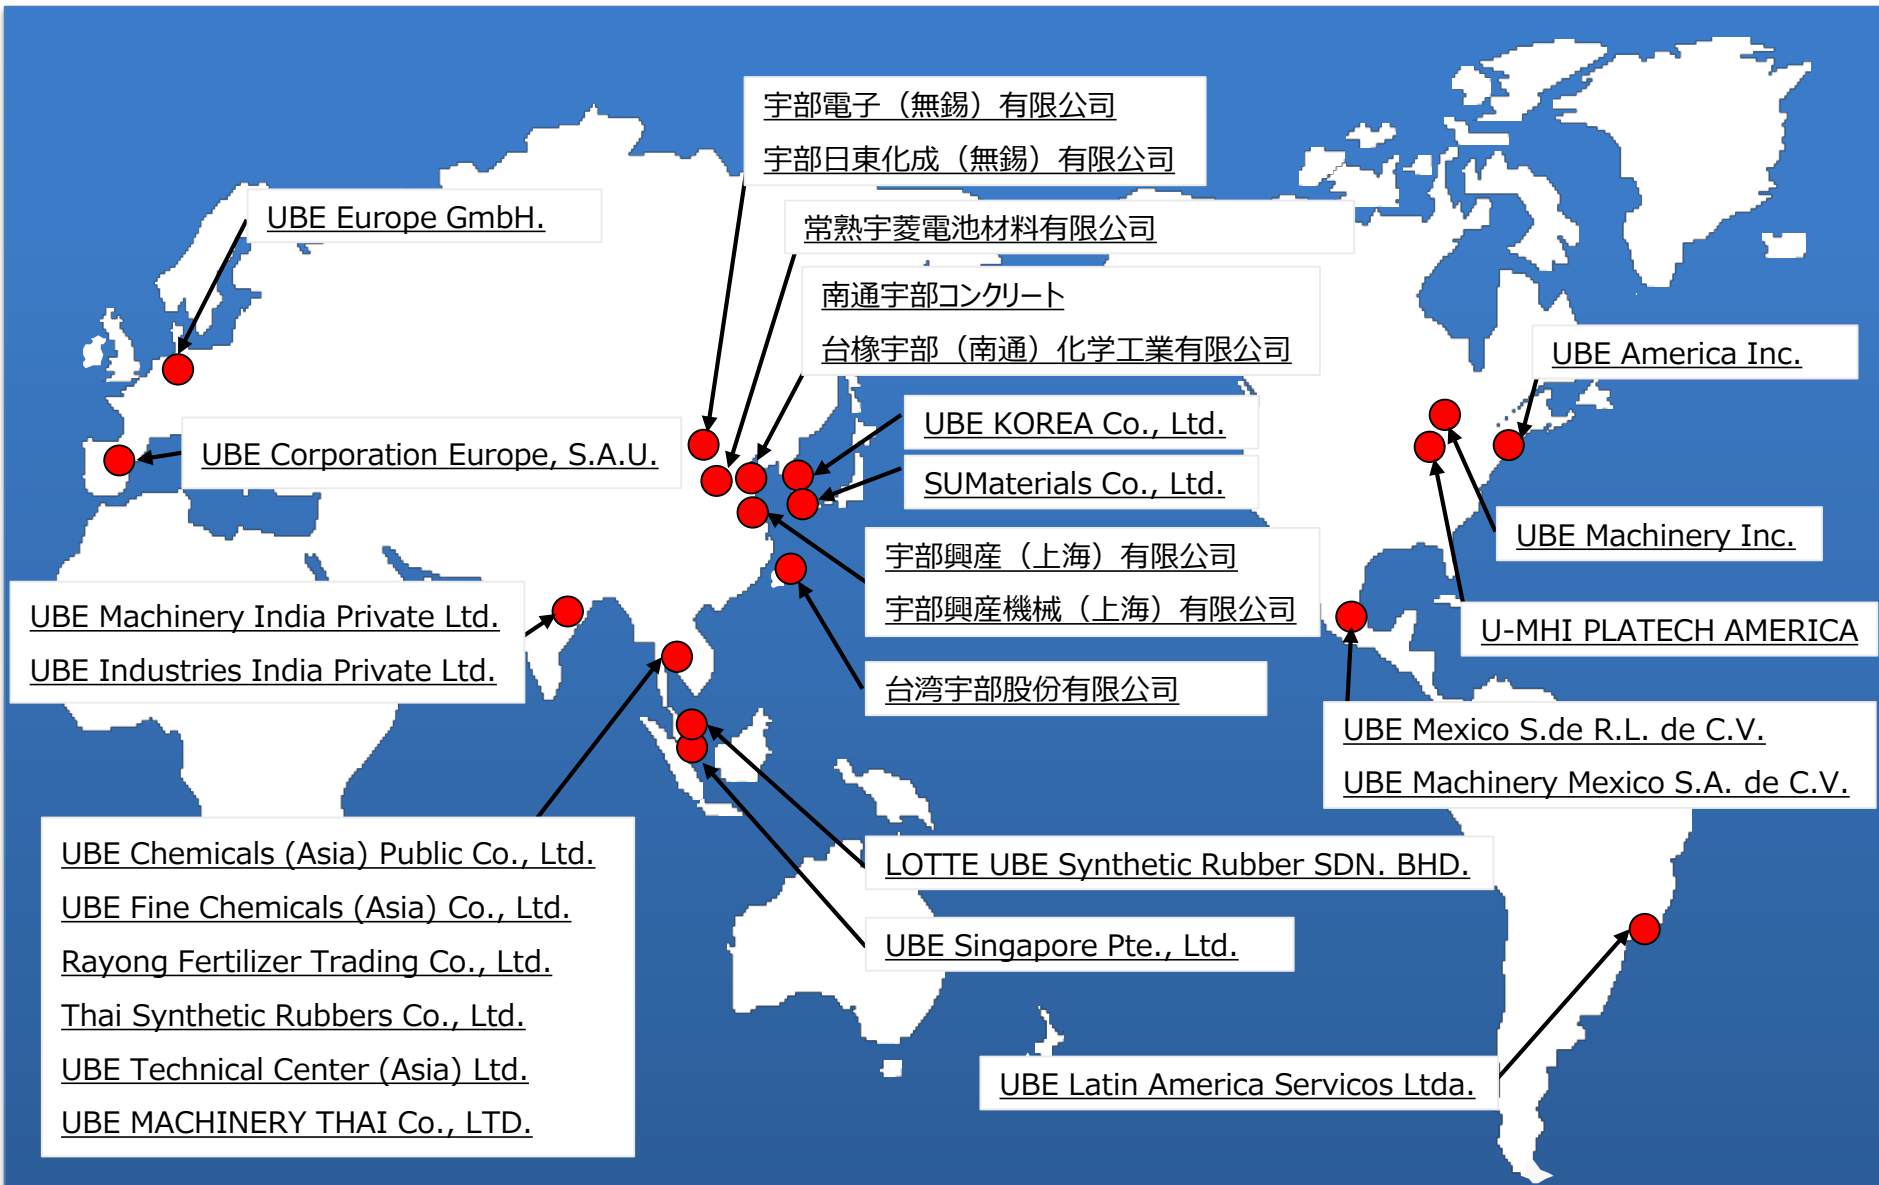 宇部電子（無錫）有限公司
宇部日東化成（無錫）有限公司
UBE Europe GmbH.
常熟宇菱電池材料有限公司
南通宇部コンクリート
台橡宇部（南通）化学工業有限公司
UBE America Inc.
UBE KOREA Co., Ltd.
UBE Corporation Europe, S.A.U.
SUMaterials Co., Ltd.
UBE Machinery Inc.
宇部興産（上海）有限公司
宇部興産機械（上海）有限公司
UBE Machinery India Private Ltd.
UBE Industries India Private Ltd.
U-MHI PLATECH AMERICA
台湾宇部股份有限公司
UBE Mexico S.de R.L. de C.V.
UBE Machinery Mexico S.A. de C.V.
UBE Chemicals (Asia) Public Co., Ltd.
UBE Fine Chemicals (Asia) Co., Ltd.
Rayong Fertilizer Trading Co., Ltd.
Thai Synthetic Rubbers Co., Ltd.
UBE Technical Center (Asia) Ltd.
UBE MACHINERY THAI Co., LTD.
LOTTE UBE Synthetic Rubber SDN. BHD.
UBE Singapore Pte., Ltd.
UBE Latin America Servicos Ltda.